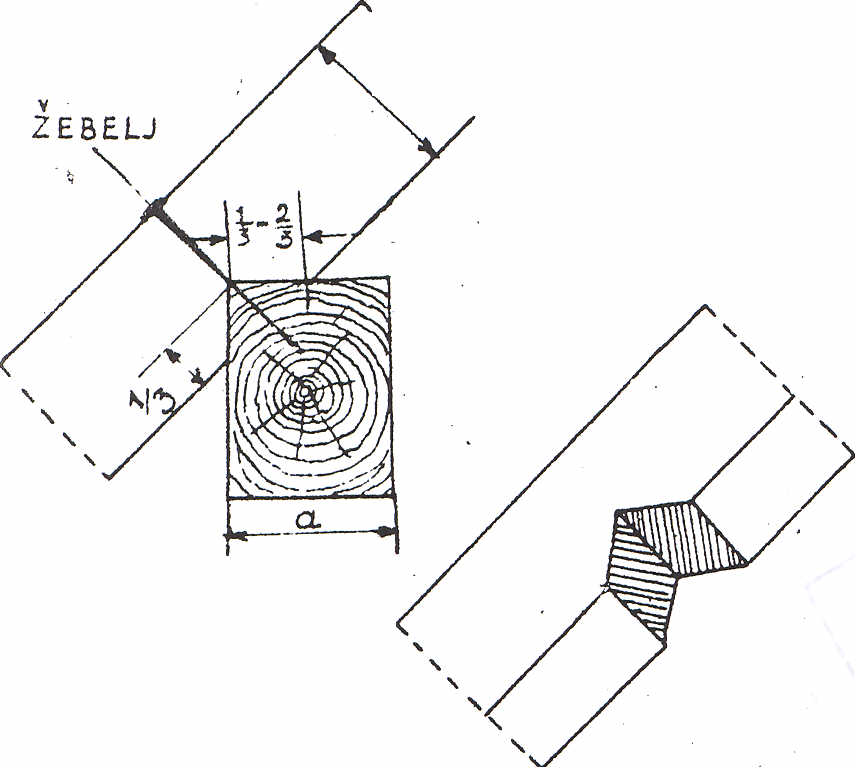 ŽEBELJ
1/3 - 2/3
1/3
a